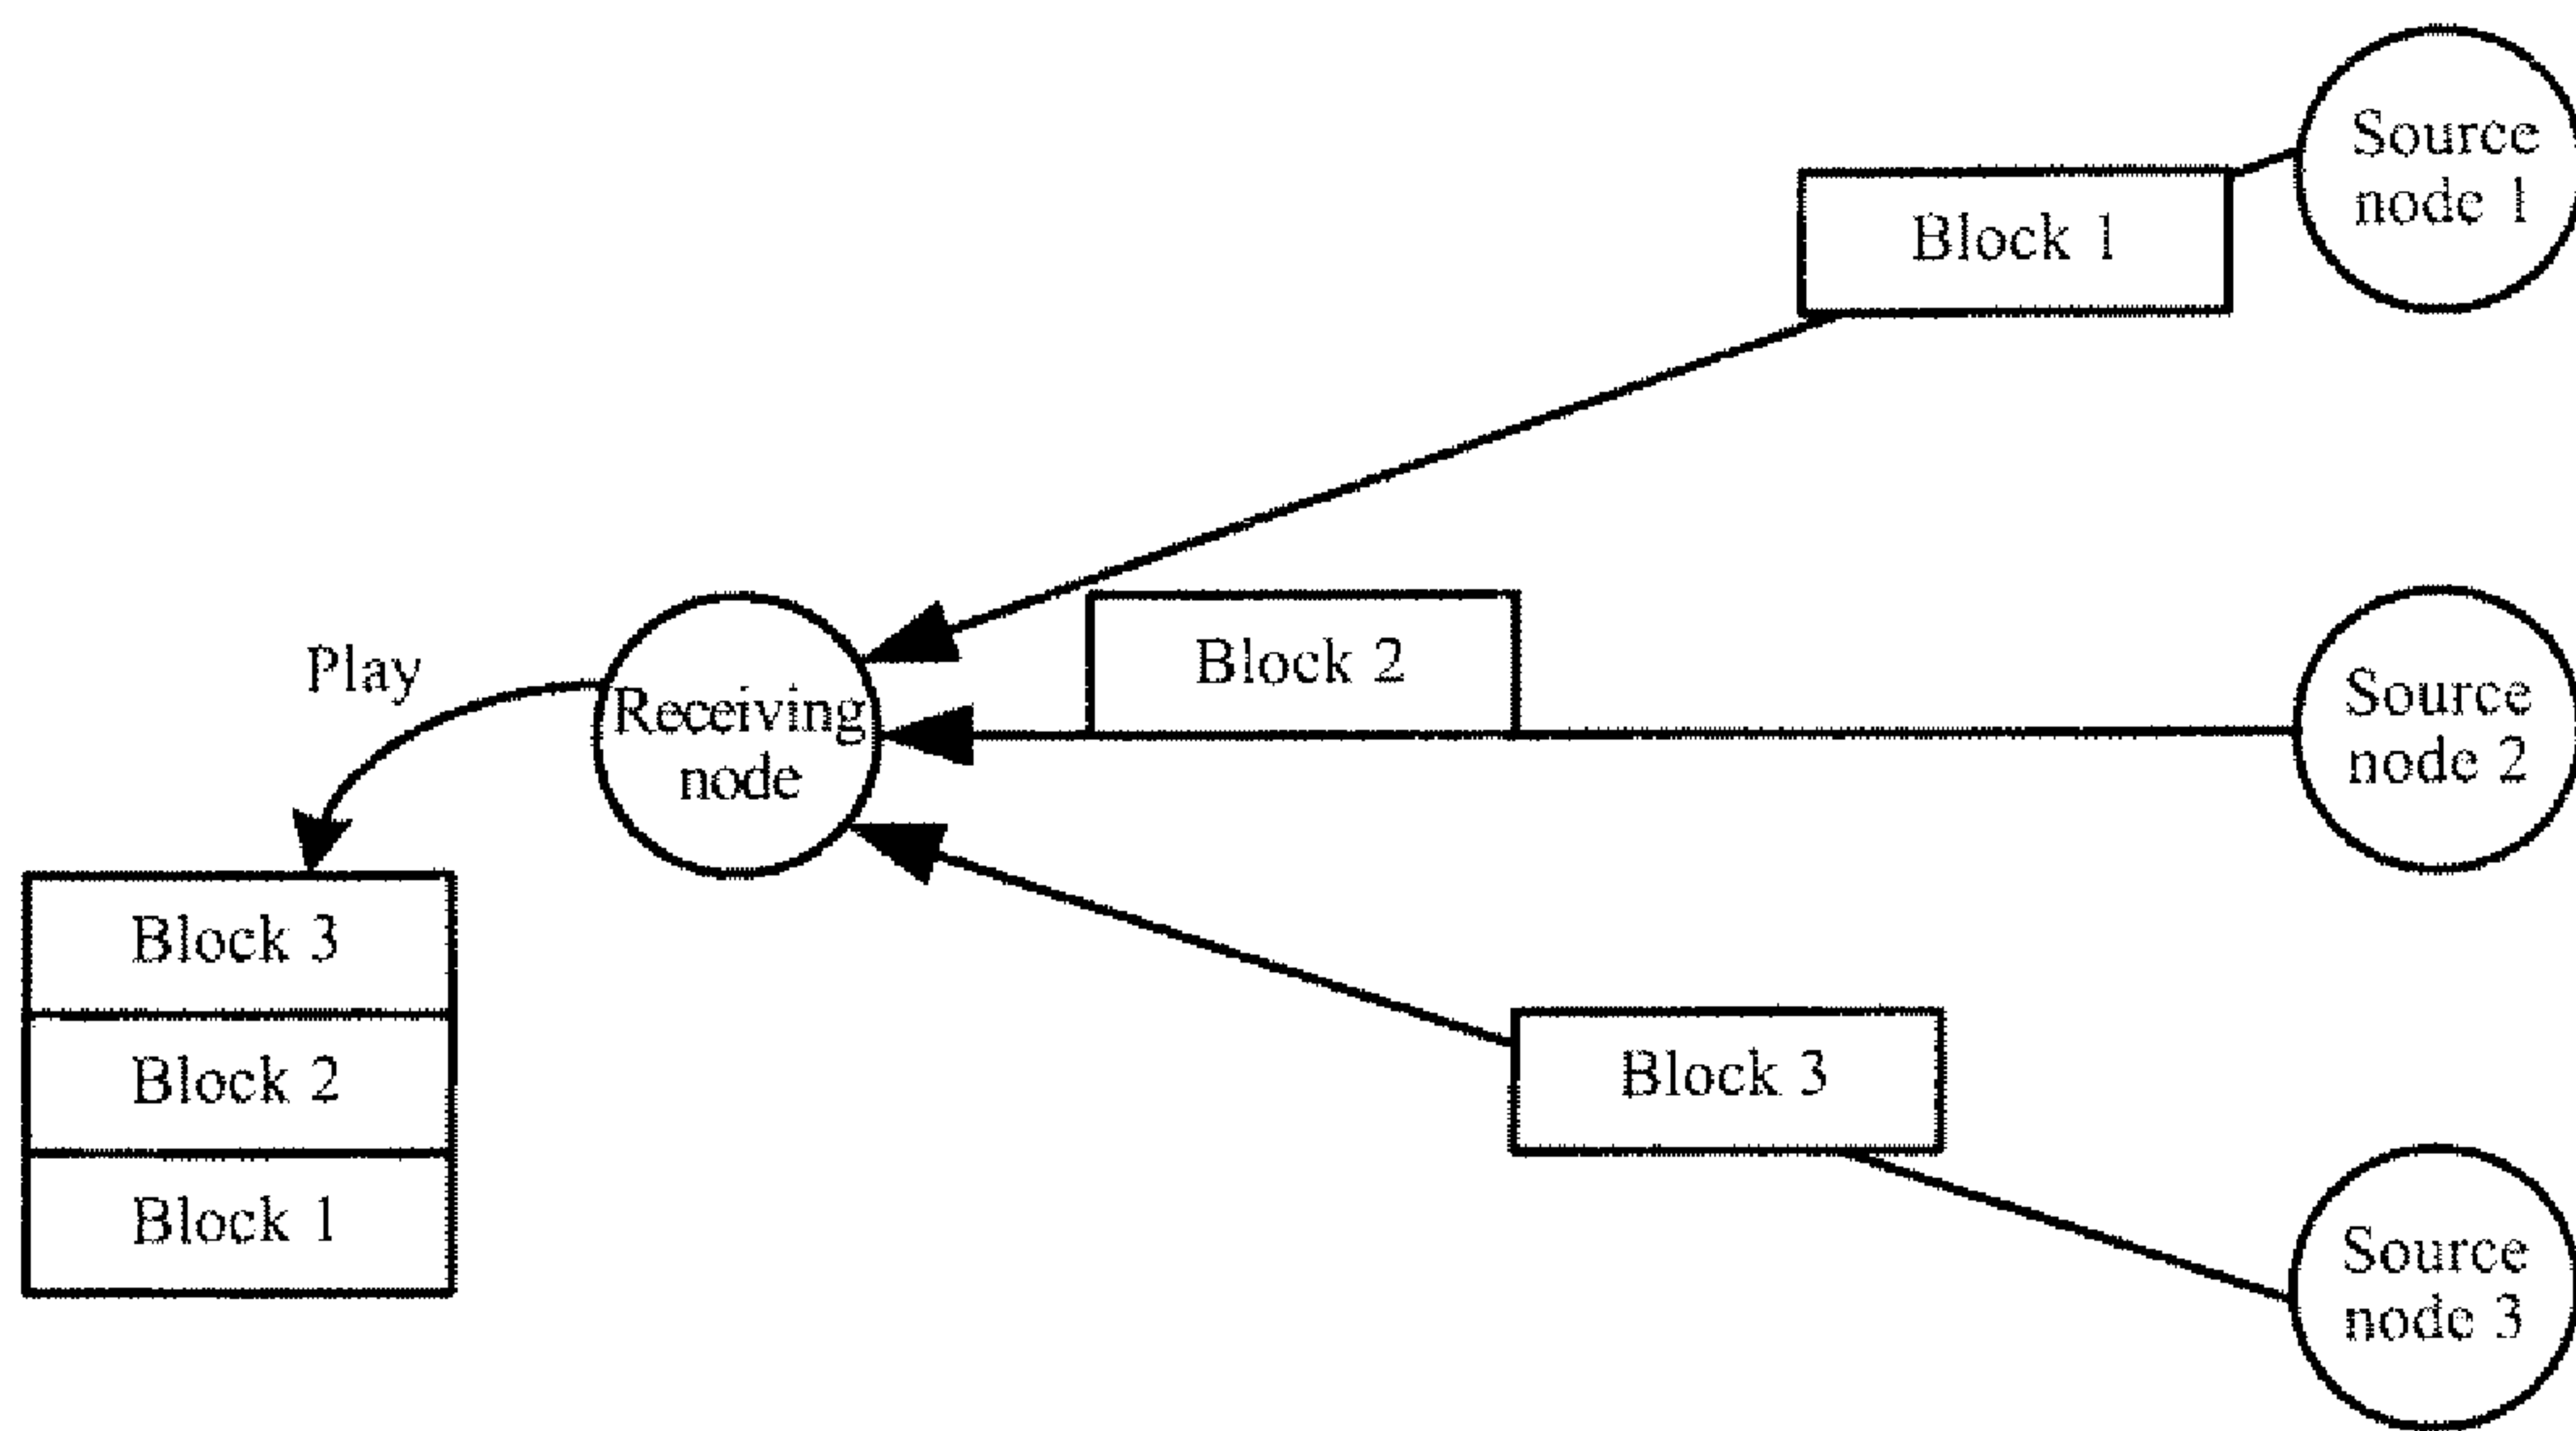 Source
node 1
Block 1
Block 2
Play
Receiving
node
Source
node 2
Block 3
Block 2
Block 1
Block 3
Source
node 3